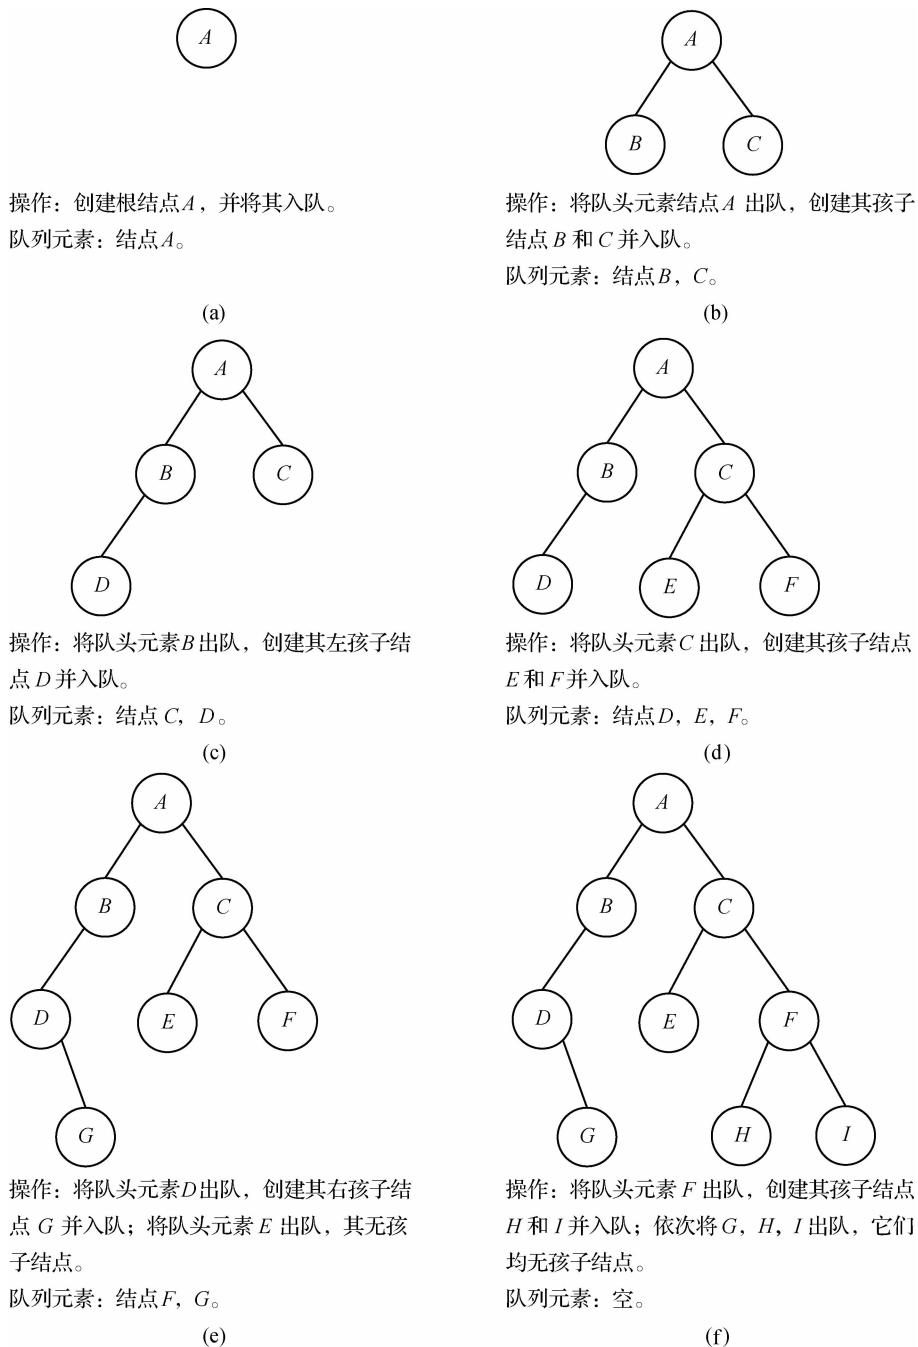 A
操作：创建根结点A，并将其入队。
队列元素：结点A。
(a)
A
B C
操作：将队头元素结点A 出队，创建其孩子
结点B 和C 并入队。
队列元素：结点B，C。
(b)
A
B C
D
操作：将队头元素B出队，创建其左孩子结
点D并入队。
队列元素：结点C，D。
(c)
A
B C
D E F
操作：将队头元素C 出队，创建其孩子结点
E和F并入队。
队列元素：结点D，E，F。
(d)
A
B C
D E F
G
操作：将队头元素D出队，创建其右孩子结
点G 并入队；将队头元素E 出队，其无孩
子结点。
队列元素：结点F，G。
(e)
A
B C
D E F
G H I
操作：将队头元素F 出队，创建其孩子结点
H和I并入队；依次将G，H，I出队，它们
均无孩子结点。
队列元素：空。
(f)